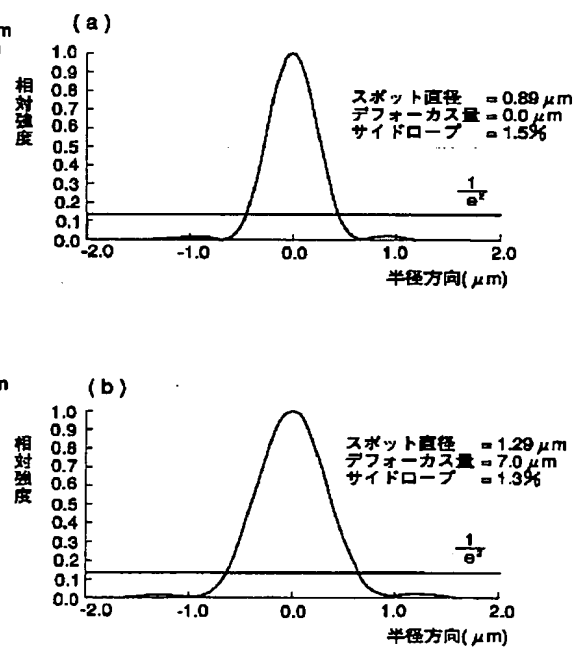 m
(a)
相対強度
1.0
0.9
0.8
0.7
0.6
0.5
0.4
0.3
0.2
0.1
0.0
スポット直径 = 0.89 μm
デフォーカス量 = 0.0 μm
サイドローブ = 1.5%
1/e²
-2.0 -1.0 0.0 1.0 2.0
半径方向( μm)
m
(b)
相対強度
1.0
0.9
0.8
0.7
0.6
0.5
0.4
0.3
0.2
0.1
0.0
スポット直径 = 1.29 μm
デフォーカス量 = 7.0 μm
サイドローブ = 1.3%
1/e²
-2.0 -1.0 0.0 1.0 2.0
半径方向( μm)